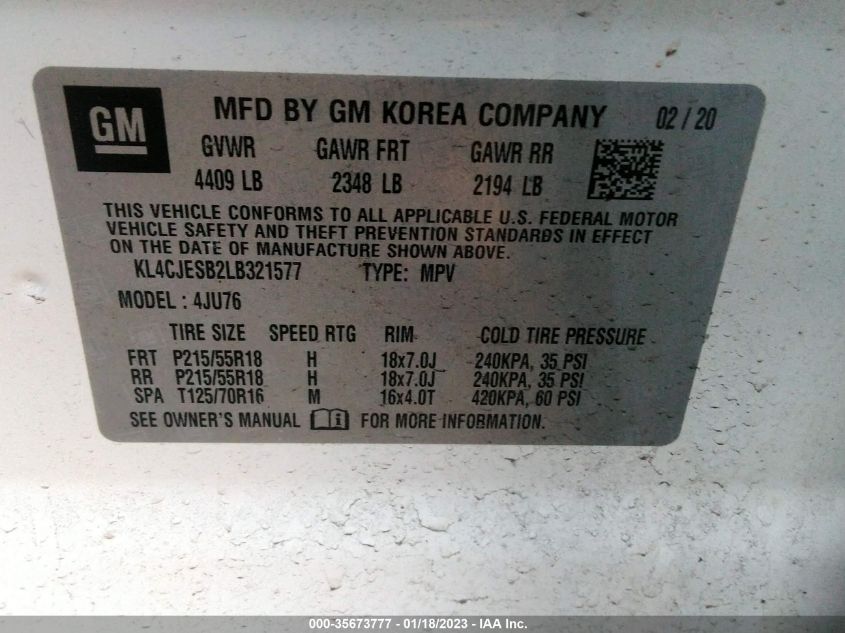 GM MFD BY GM KOREA COMPANY 02 / 20
GVWR GAWR FRT GAWR RR
4409 LB 2348 LB 2194 LB
THIS VEHICLE CONFORMS TO ALL APPLICABLE U.S. FEDERAL MOTOR
VEHICLE SAFETY AND THEFT PREVENTION STANDARDS IN EFFECT
ON THE DATE OF MANUFACTURE SHOWN ABOVE.
KL4CJESB2LB321577 TYPE: MPV
MODEL : 4JU76
TIRE SIZE SPEED RTG RIM COLD TIRE PRESSURE
FRT P215/55R18 H 18x7.0J 240KPA, 35 PSI
RR P215/55R18 H 18x7.0J 240KPA, 35 PSI
SPA T125/70R16 M 16x4.0T 420KPA, 60 PSI
SEE OWNER'S MANUAL i FOR MORE INFORMATION.
000-35673777 - 01/18/2023 - IAA Inc.